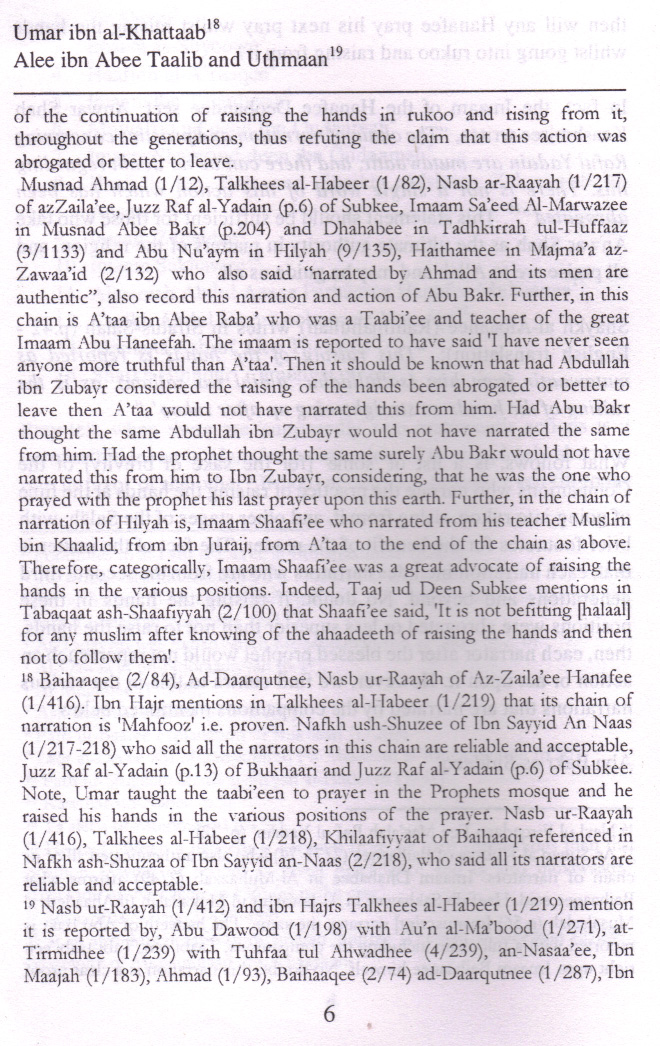 Umar ibn al-Khattaab18
Alee ibn Abee Taalib and Uthmaan19
of the continuation of raising the hands in rukoo and rising from it,
throughout the generations, thus refuting the claim that this action was
abrogated or better to leave.
Musnad Ahmad (1/12), Talkhees al-Habeer (1/82), Nasb ar-Raayah (1/217)
of azZaila'ee, Juzz Raf al-Yadain (p.6) of Subkee, Imaam Sa'eed Al-Marwazee
in Musnad Abee Bakr (p.204) and Dhahabee in Tadhkirrah tul-Huffaaz
(3/1133) and Abu Nu'aym in Hilyah (9/135), Haithamee in Majma'a az-
Zawaa'id (2/132) who also said “narrated by Ahmad and its men are
authentic”, also record this narration and action of Abu Bakr. Further, in this
chain is A'taa ibn Abee Raba' who was a Taabi'ee and teacher of the great
Imaam Abu Haneefah. The imaam is reported to have said 'I have never seen
anyone more truthful than A'taa'. Then it should be known that had Abdullah
ibn Zubayr considered the raising of the hands been abrogated or better to
leave then A'taa would not have narrated this from him. Had Abu Bakr
thought the same Abdullah ibn Zubayr would not have narrated the same
from him. Had the prophet thought the same surely Abu Bakr would not have
narrated this from him to Ibn Zubayr, considering, that he was the one who
prayed with the prophet his last prayer upon this earth. Further, in the chain of
narration of Hilyah is, Imaam Shaafi'ee who narrated from his teacher Muslim
bin Khaalid, from ibn Juraij, from A'taa to the end of the chain as above.
Therefore, categorically, Imaam Shaafi'ee was a great advocate of raising the
hands in the various positions. Indeed, Taaj ud Deen Subkee mentions in
Tabaqaat ash-Shaafiyyah (2/100) that Shaafi'ee said, 'It is not befitting [halaal]
for any muslim after knowing of the ahaadeeth of raising the hands and then
not to follow them'.
18 Baihaaqee (2/84), Ad-Daarqutnee, Nasb ur-Raayah of Az-Zaila'ee Hanafee
(1/416). Ibn Hajr mentions in Talkhees al-Habeer (1/219) that its chain of
narration is 'Mahfooz' i.e. proven. Nafkh ush-Shuzee of Ibn Sayyid An Naas
(1/217-218) who said all the narrators in this chain are reliable and acceptable,
Juzz Raf al-Yadain (p.13) of Bukhaari and Juzz Raf al-Yadain (p.6) of Subkee.
Note, Umar taught the taabi'een to prayer in the Prophets mosque and he
raised his hands in the various positions of the prayer. Nasb ur-Raayah
(1/416), Talkhees al-Habeer (1/218), Khilaafiyyaat of Baihaaqi referenced in
Nafkh ash-Shuzaa of Ibn Sayyid an-Naas (2/218), who said all its narrators are
reliable and acceptable.
19 Nasb ur-Raayah (1/412) and ibn Hajrs Talkhees al-Habeer (1/219) mention
it is reported by, Abu Dawood (1/198) with Au'n al-Ma'bood (1/271), at-
Tirmidhee (1/239) with Tuhfaa tul Ahwadhee (4/239), an-Nasaa'ee, Ibn
Maajah (1/183), Ahmad (1/93), Baihaaqee (2/74) ad-Daarqutnee (1/287), Ibn
6